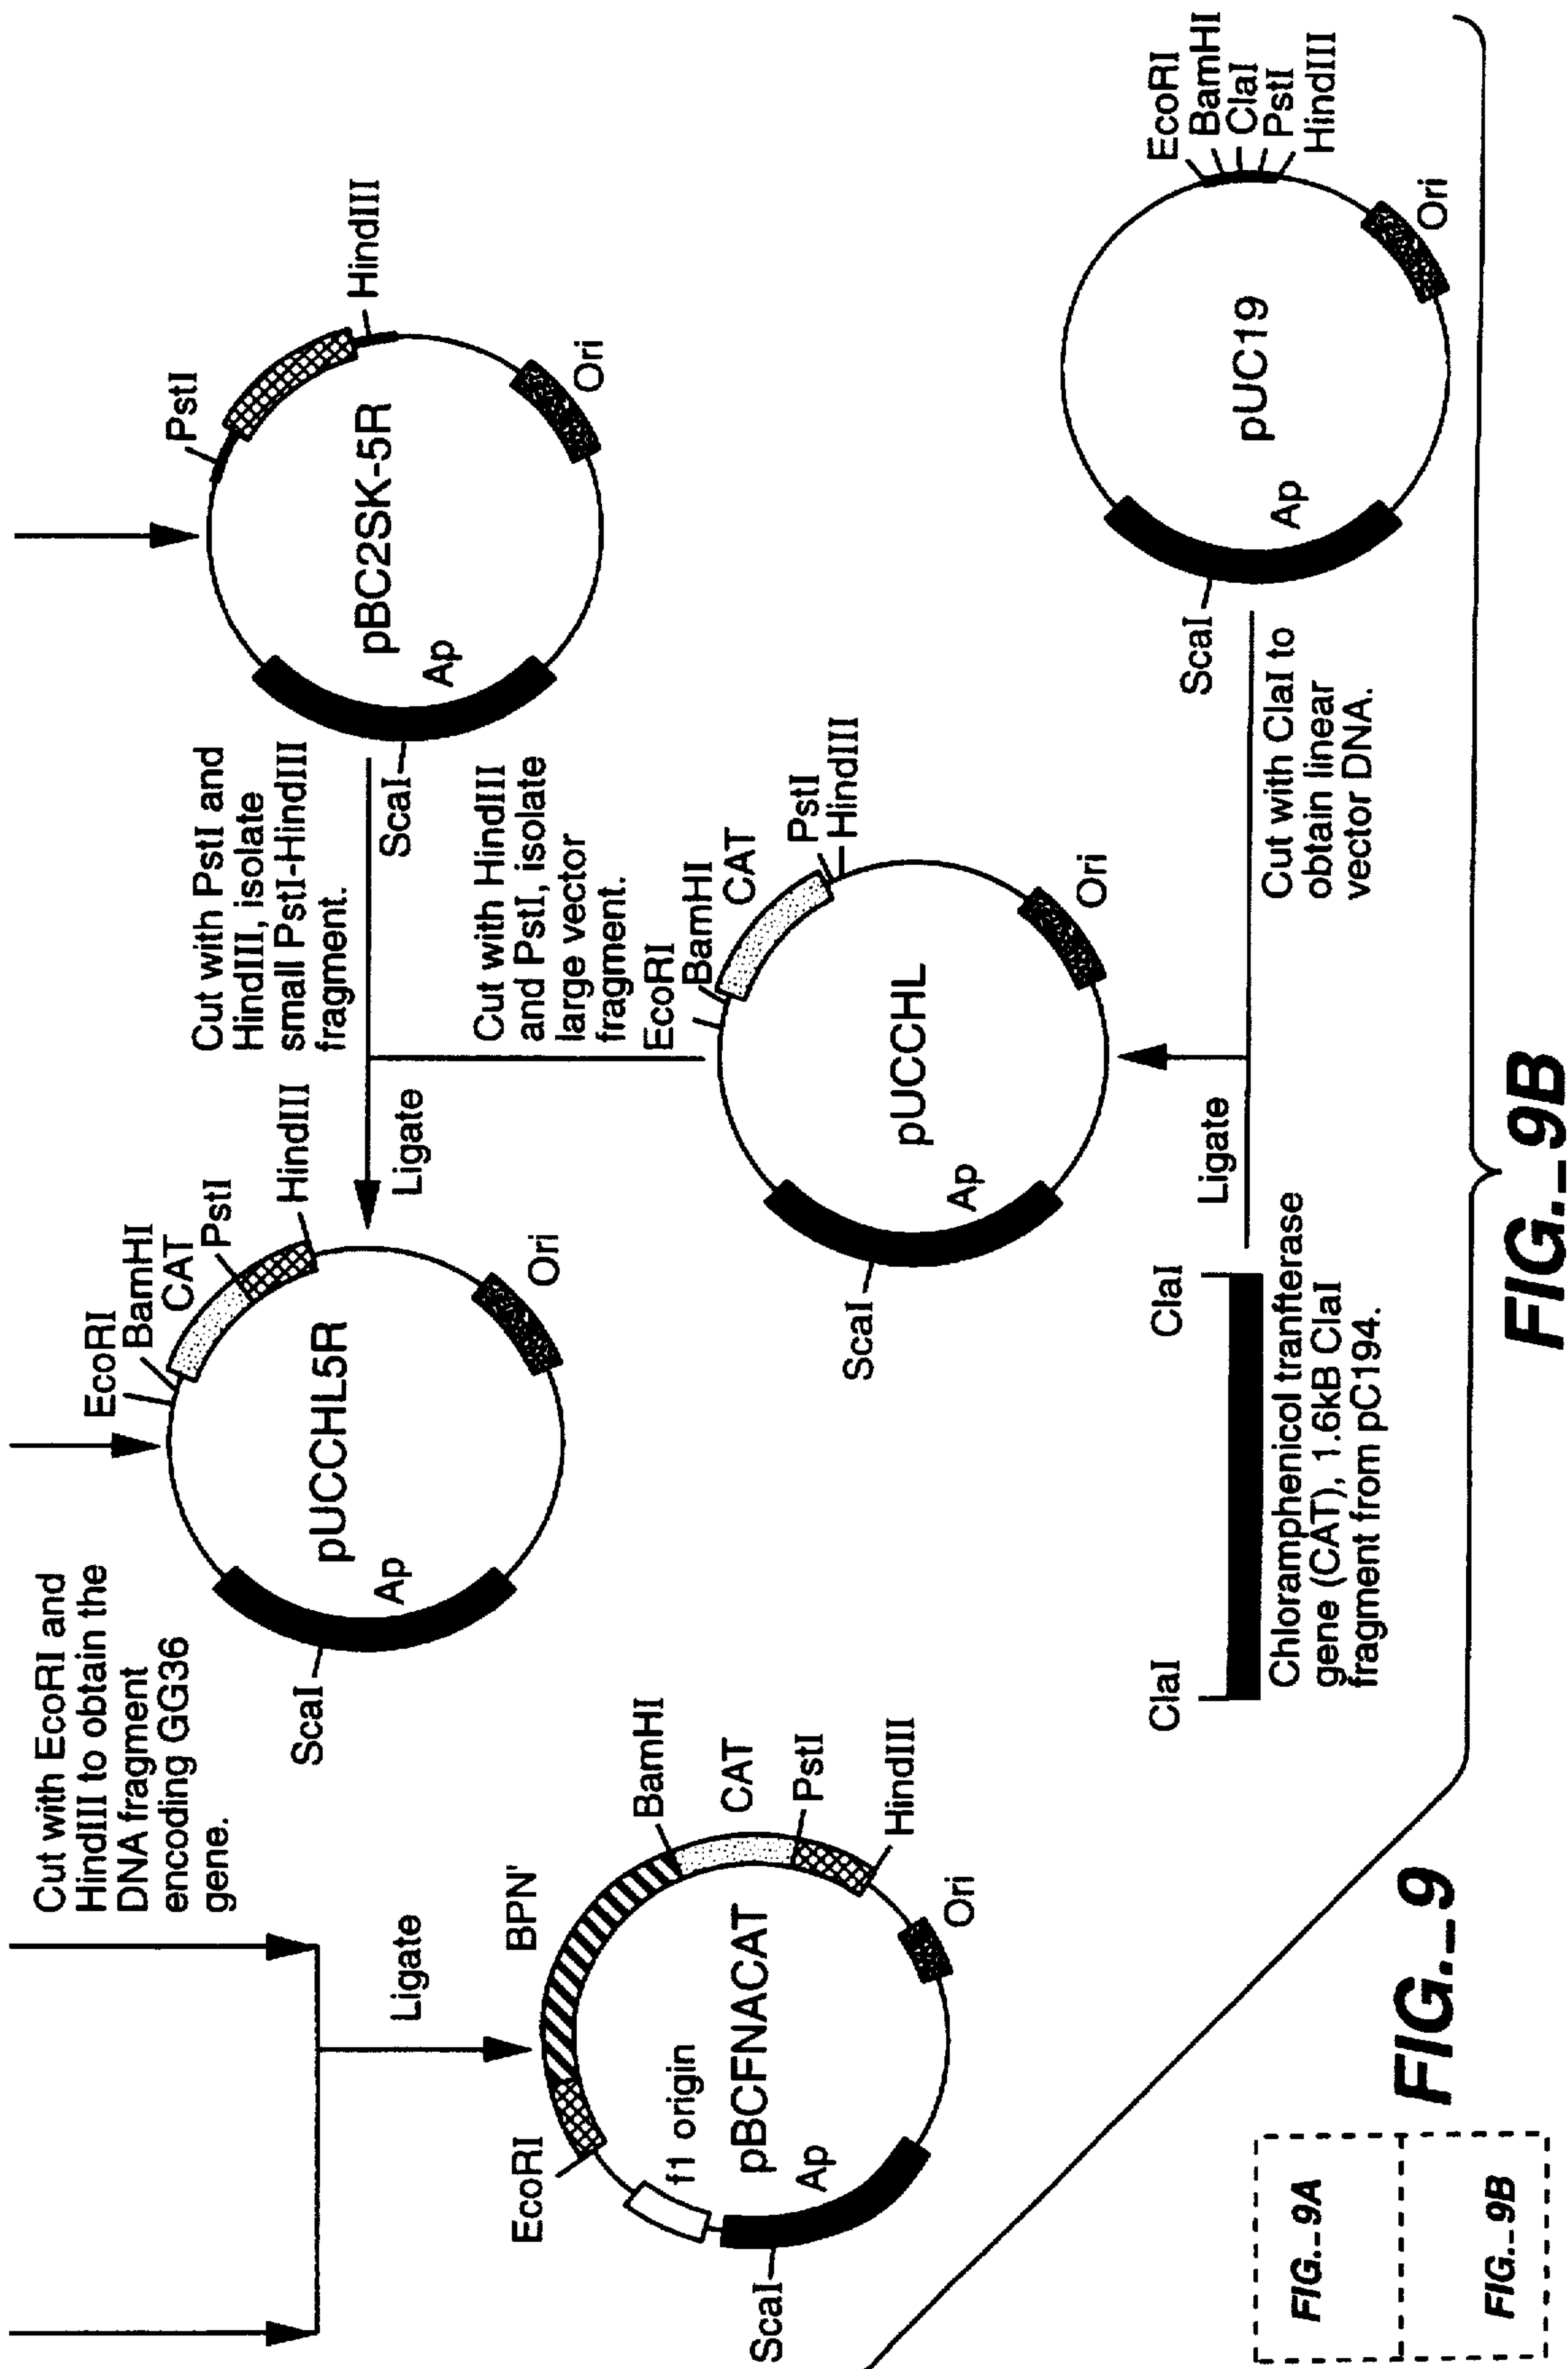 Cut with EcoRI and
HindIII to obtain the
DNA fragment
encoding GG36
gene.
Ligate
EcoRI
BPN'
BamHI
CAT
PstI
HindIII
Ori
f1 origin
pBCFNACAT
Ap
ScaI
EcoRI
BamHI
CAT
PstI
HindIII
pUCCHL5R
Ap
Ori
ScaI
Ligate
Cut with PstI and
HindIII, isolate
small PstI-HindIII
fragment.
PstI
HindIII
pBC2SK-5R
Ap
Ori
ScaI
Cut with HindIII
and PstI, isolate
large vector
fragment.
EcoRI
BamHI
CAT
PstI
HindIII
pUCCHL
Ap
Ori
ScaI
Ligate
ClaI
ClaI
Chloramphenicol tranfterase
gene (CAT), 1.6kB ClaI
fragment from pC194.
Cut with ClaI to
obtain linear
vector DNA.
EcoRI
BamHI
ClaI
PstI
HindIII
pUC19
Ap
Ori
ScaI
FIG._9A
FIG._9B
FIG._9
FIG._9B